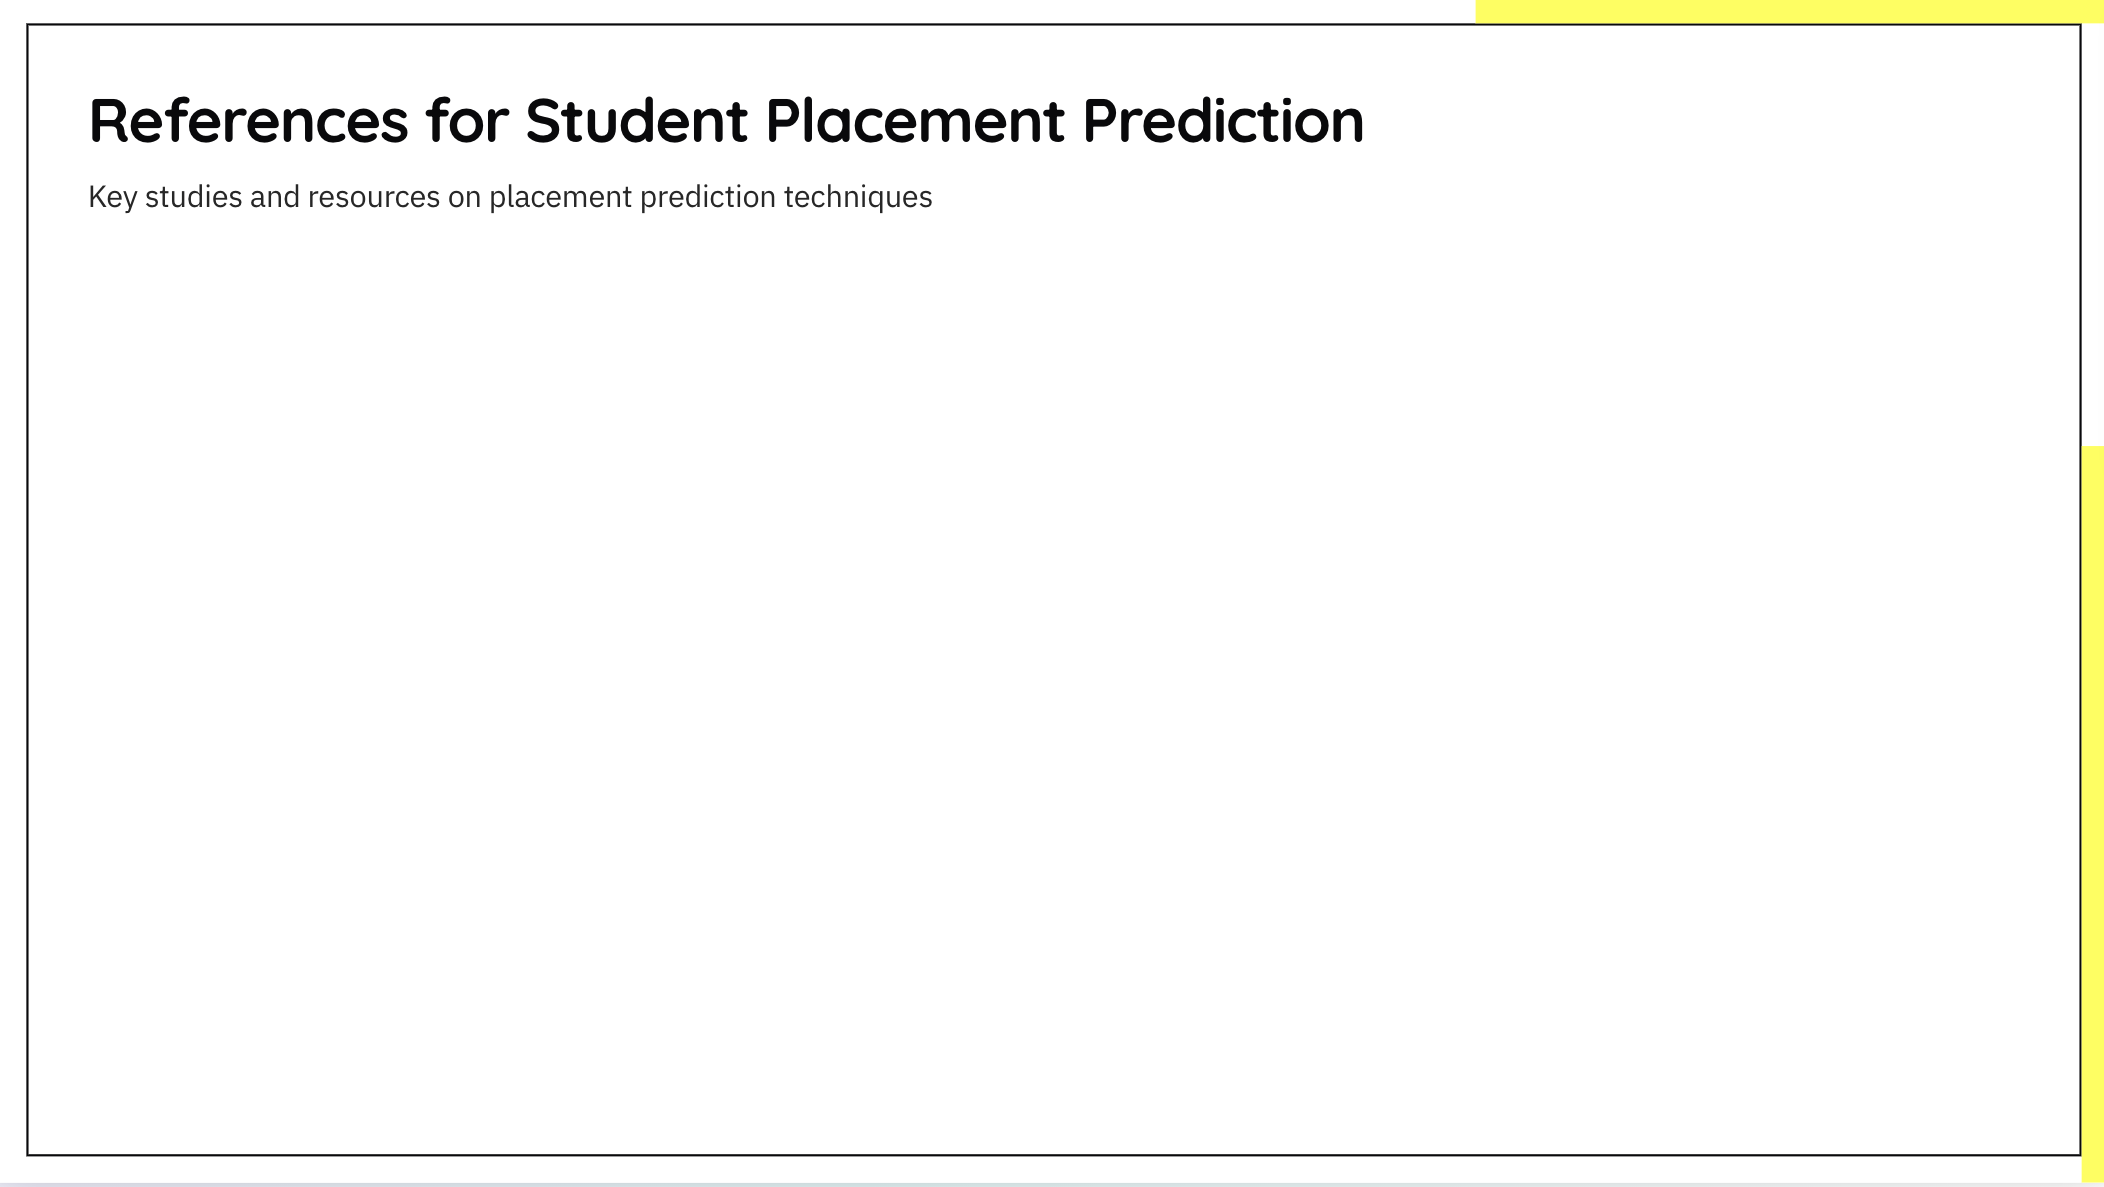 References for Student Placement Prediction
Key studies and resources on placement prediction techniques